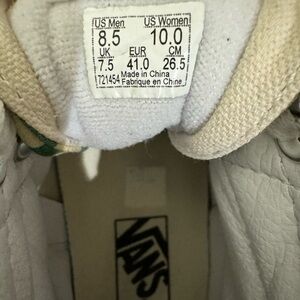 US Men US Women
8.5 10.0
UK EUR CM
7.5 41.0 26.5
T21454 Made in China
Fabrique en Chine
VANS